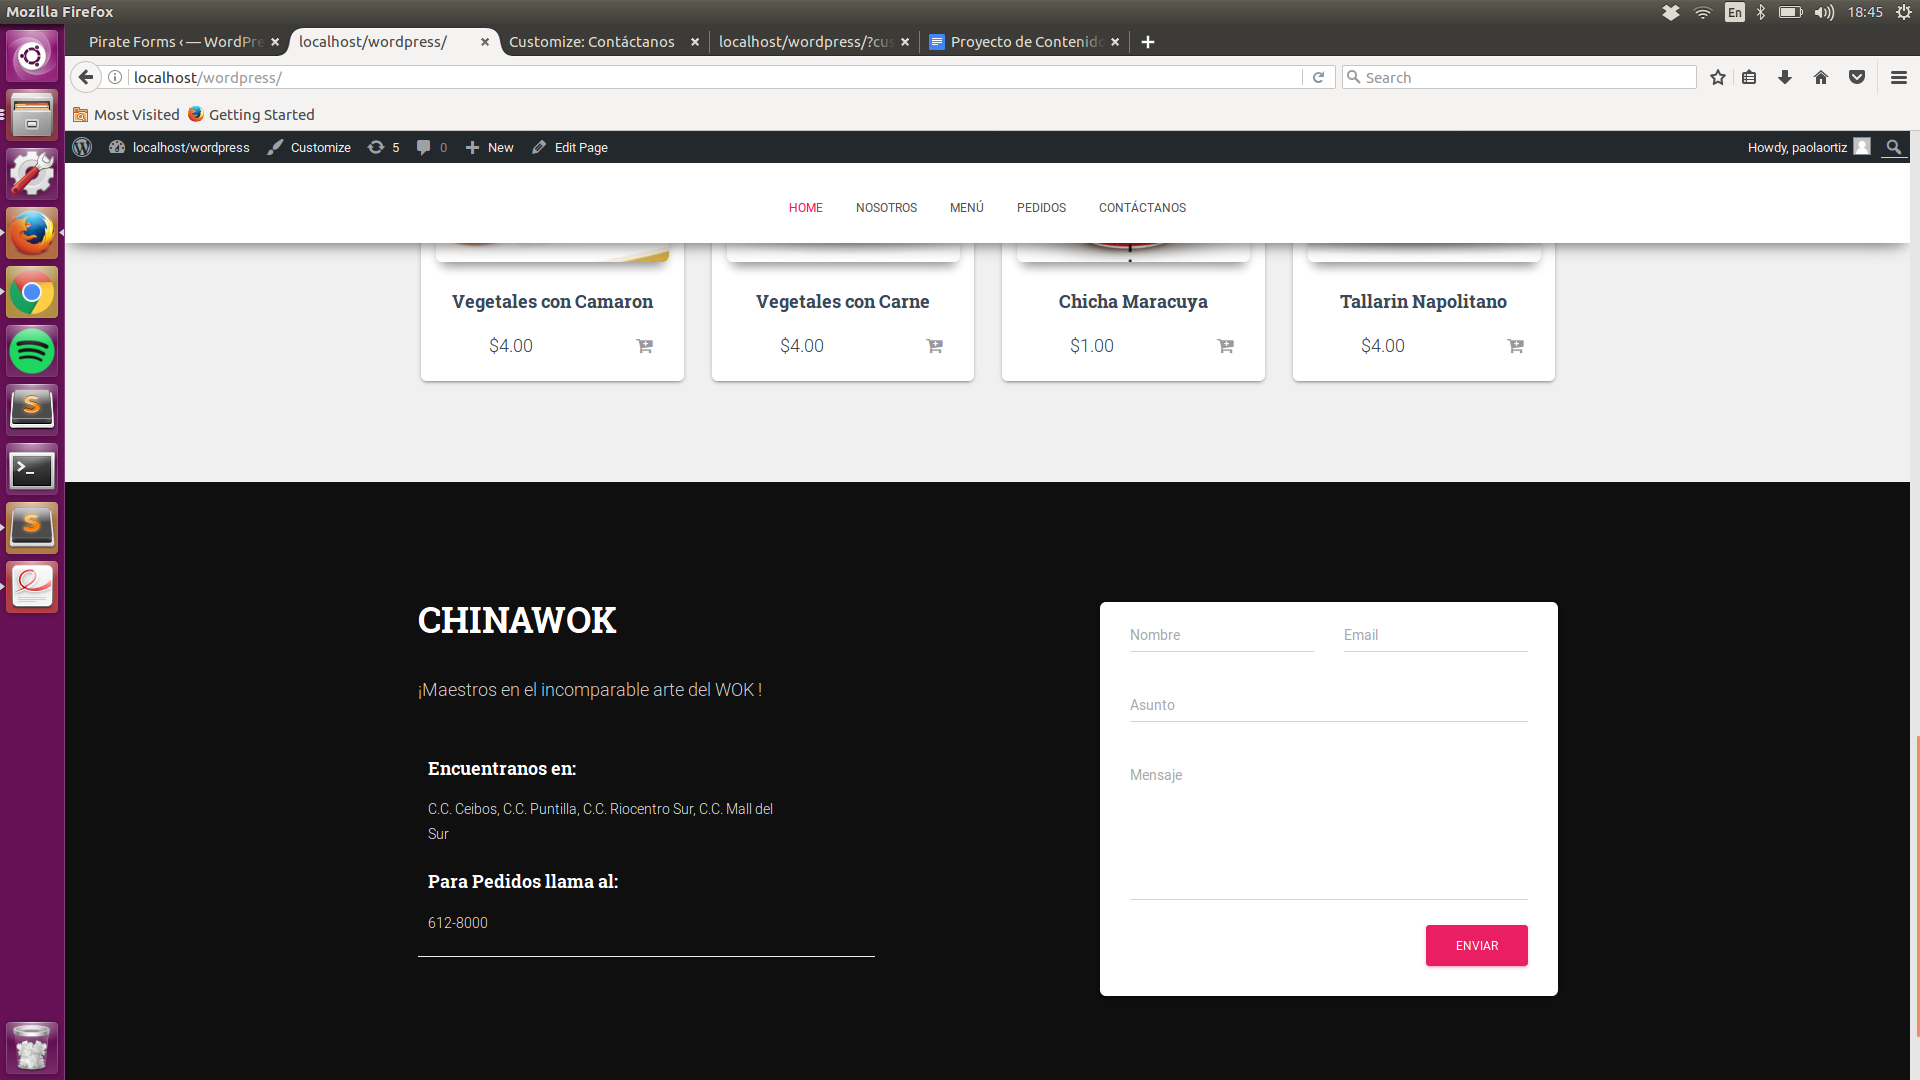 Mozilla Firefox
En
18:45
Pirate Forms ‹ — WordPre
localhost/wordpress/
Customize: Contáctanos
localhost/wordpress/?cus
Proyecto de Contenido
localhost/wordpress/
Search
Most Visited
Getting Started
localhost/wordpress
Customize
5
0
New
Edit Page
Howdy, paolaortiz
HOME
NOSOTROS
MENÚ
PEDIDOS
CONTÁCTANOS
Vegetales con Camaron
Vegetales con Carne
Chicha Maracuya
Tallarin Napolitano
$4.00
$4.00
$1.00
$4.00
CHINAWOK
¡Maestros en el incomparable arte del WOK !
Encuentranos en:
C.C. Ceibos, C.C. Puntilla, C.C. Riocentro Sur, C.C. Mall del
Sur
Para Pedidos llama al:
612-8000
Nombre
Email
Asunto
Mensaje
ENVIAR